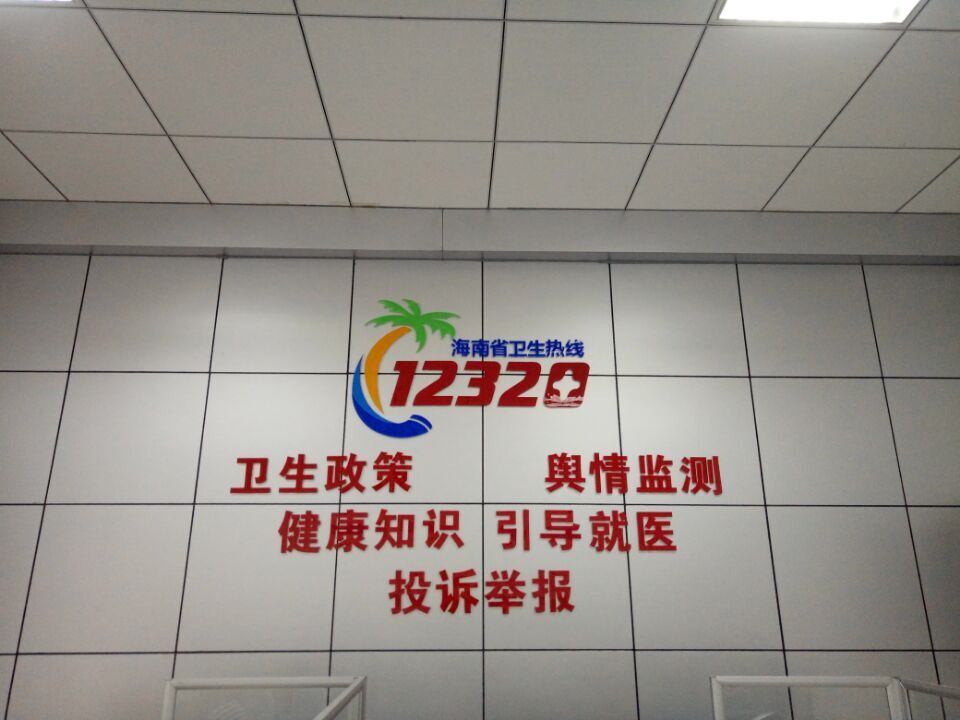 海南省卫生热线
12320
卫生政策 舆情监测
健康知识 引导就医
投诉举报